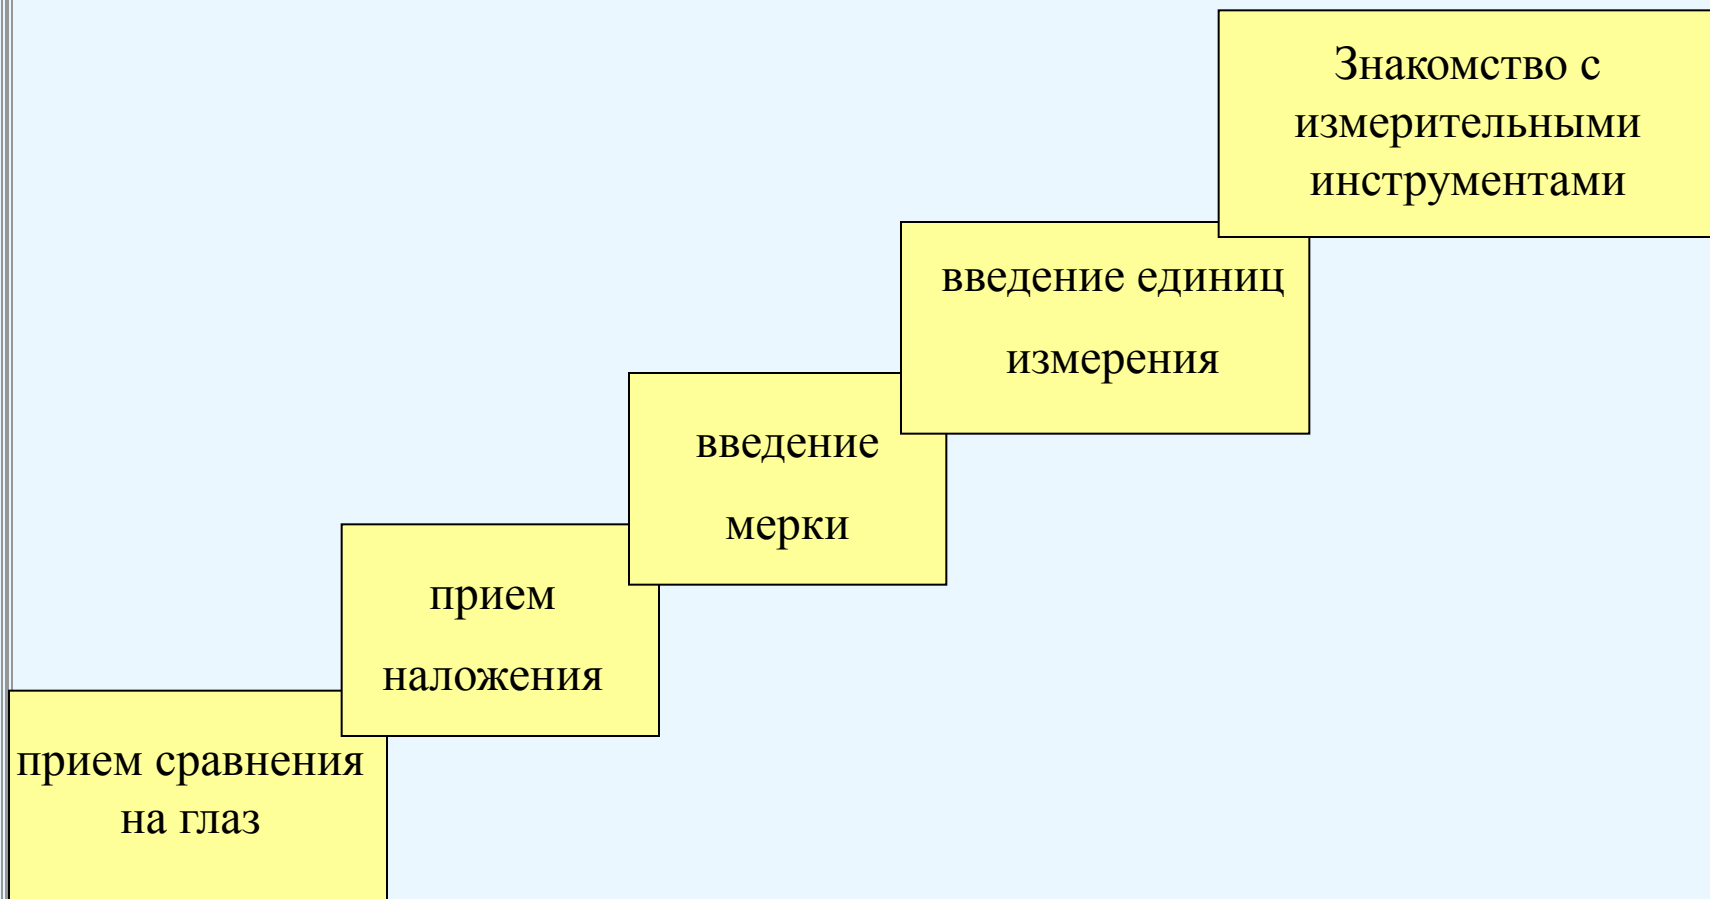 Знакомство с
измерительными
инструментами
введение единиц
измерения
введение
мерки
прием
наложения
прием сравнения
на глаз